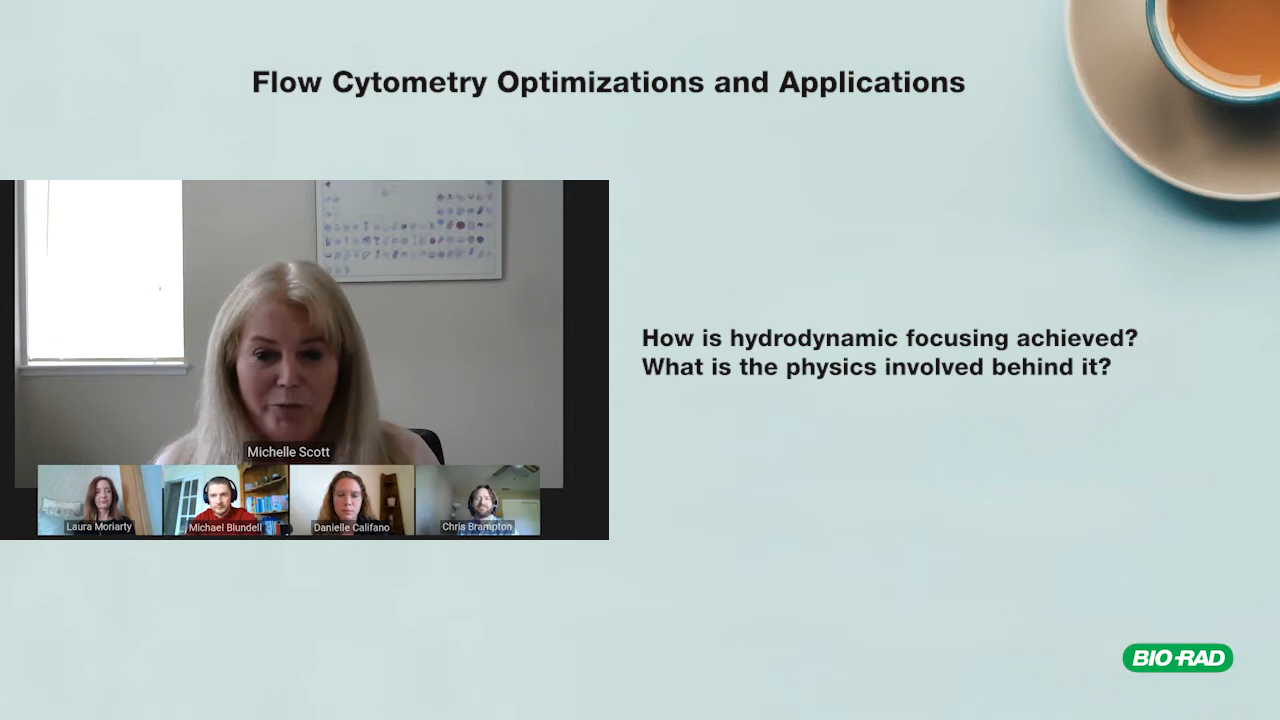 Flow Cytometry Optimizations and Applications
How is hydrodynamic focusing achieved?
What is the physics involved behind it?
Michelle Scott
Laura Moriarty
Michael Blundell
Danielle Califano
Chris Brampton
BIO-RAD